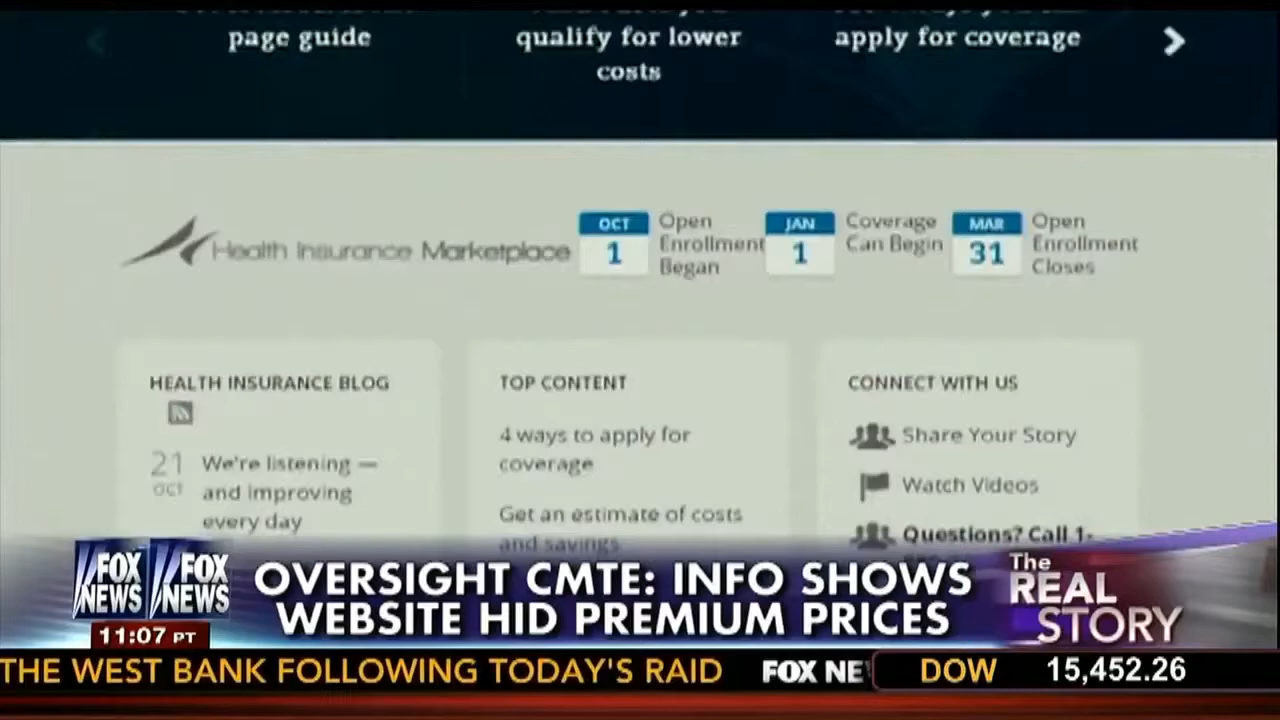 page guide
qualify for lower
costs
apply for coverage
Health Insurance Marketplace
OCT
1
Open
Enrollment
Began
JAN
1
Coverage
Can Begin
MAR
31
Open
Enrollment
Closes
HEALTH INSURANCE BLOG
21
OCT
We're listening —
and improving
every day
TOP CONTENT
4 ways to apply for
coverage
Get an estimate of costs
and savings
CONNECT WITH US
Share Your Story
Watch Videos
Questions? Call 1-
FOX
NEWS
FOX
NEWS
11:07 PT
OVERSIGHT CMTE: INFO SHOWS
WEBSITE HID PREMIUM PRICES
The
REAL
STORY
THE WEST BANK FOLLOWING TODAY'S RAID
FOX NE
DOW 15,452.26